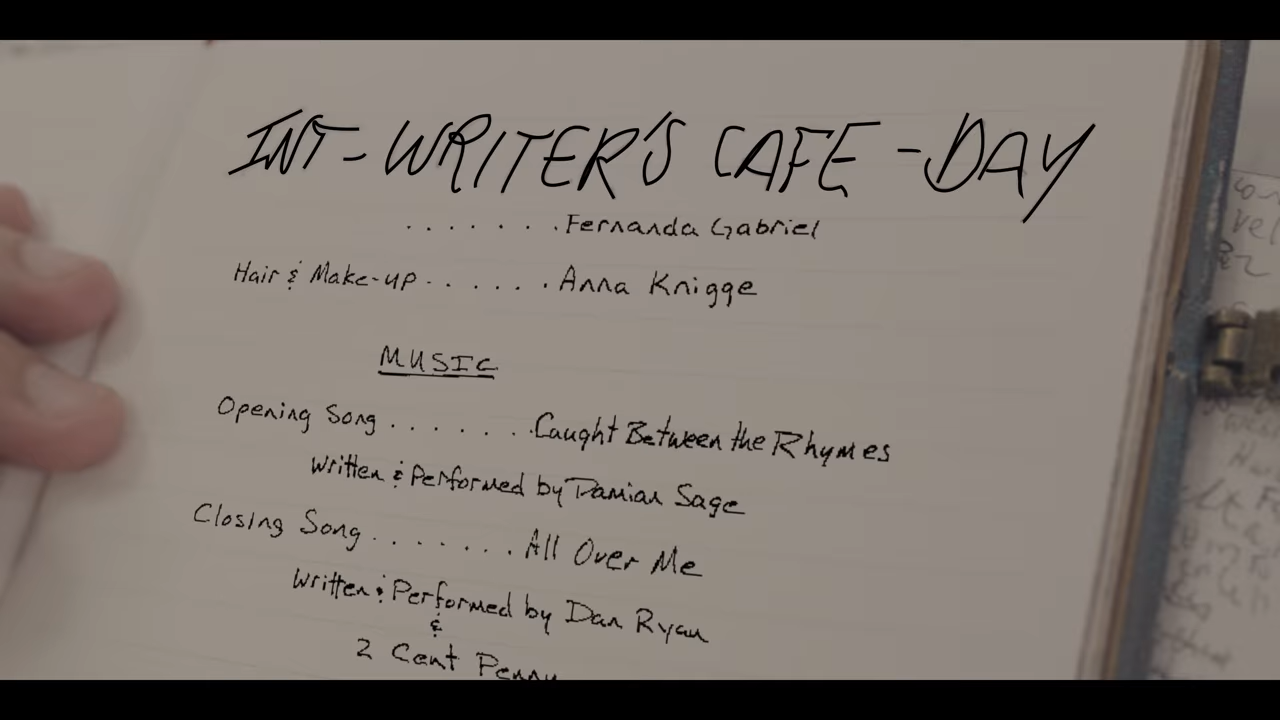 INT - WRITER'S CAFE - DAY
. . . . . . . Fernanda Gabriel
Hair & Make-up . . . . . . Anna Knigge
MUSIC
Opening Song . . . . . . . Caught Between the Rhymes
Written & Performed by Damian Sage
Closing Song . . . . . . . All Over Me
Written & Performed by Dan Ryan
&
2 Cent Penny